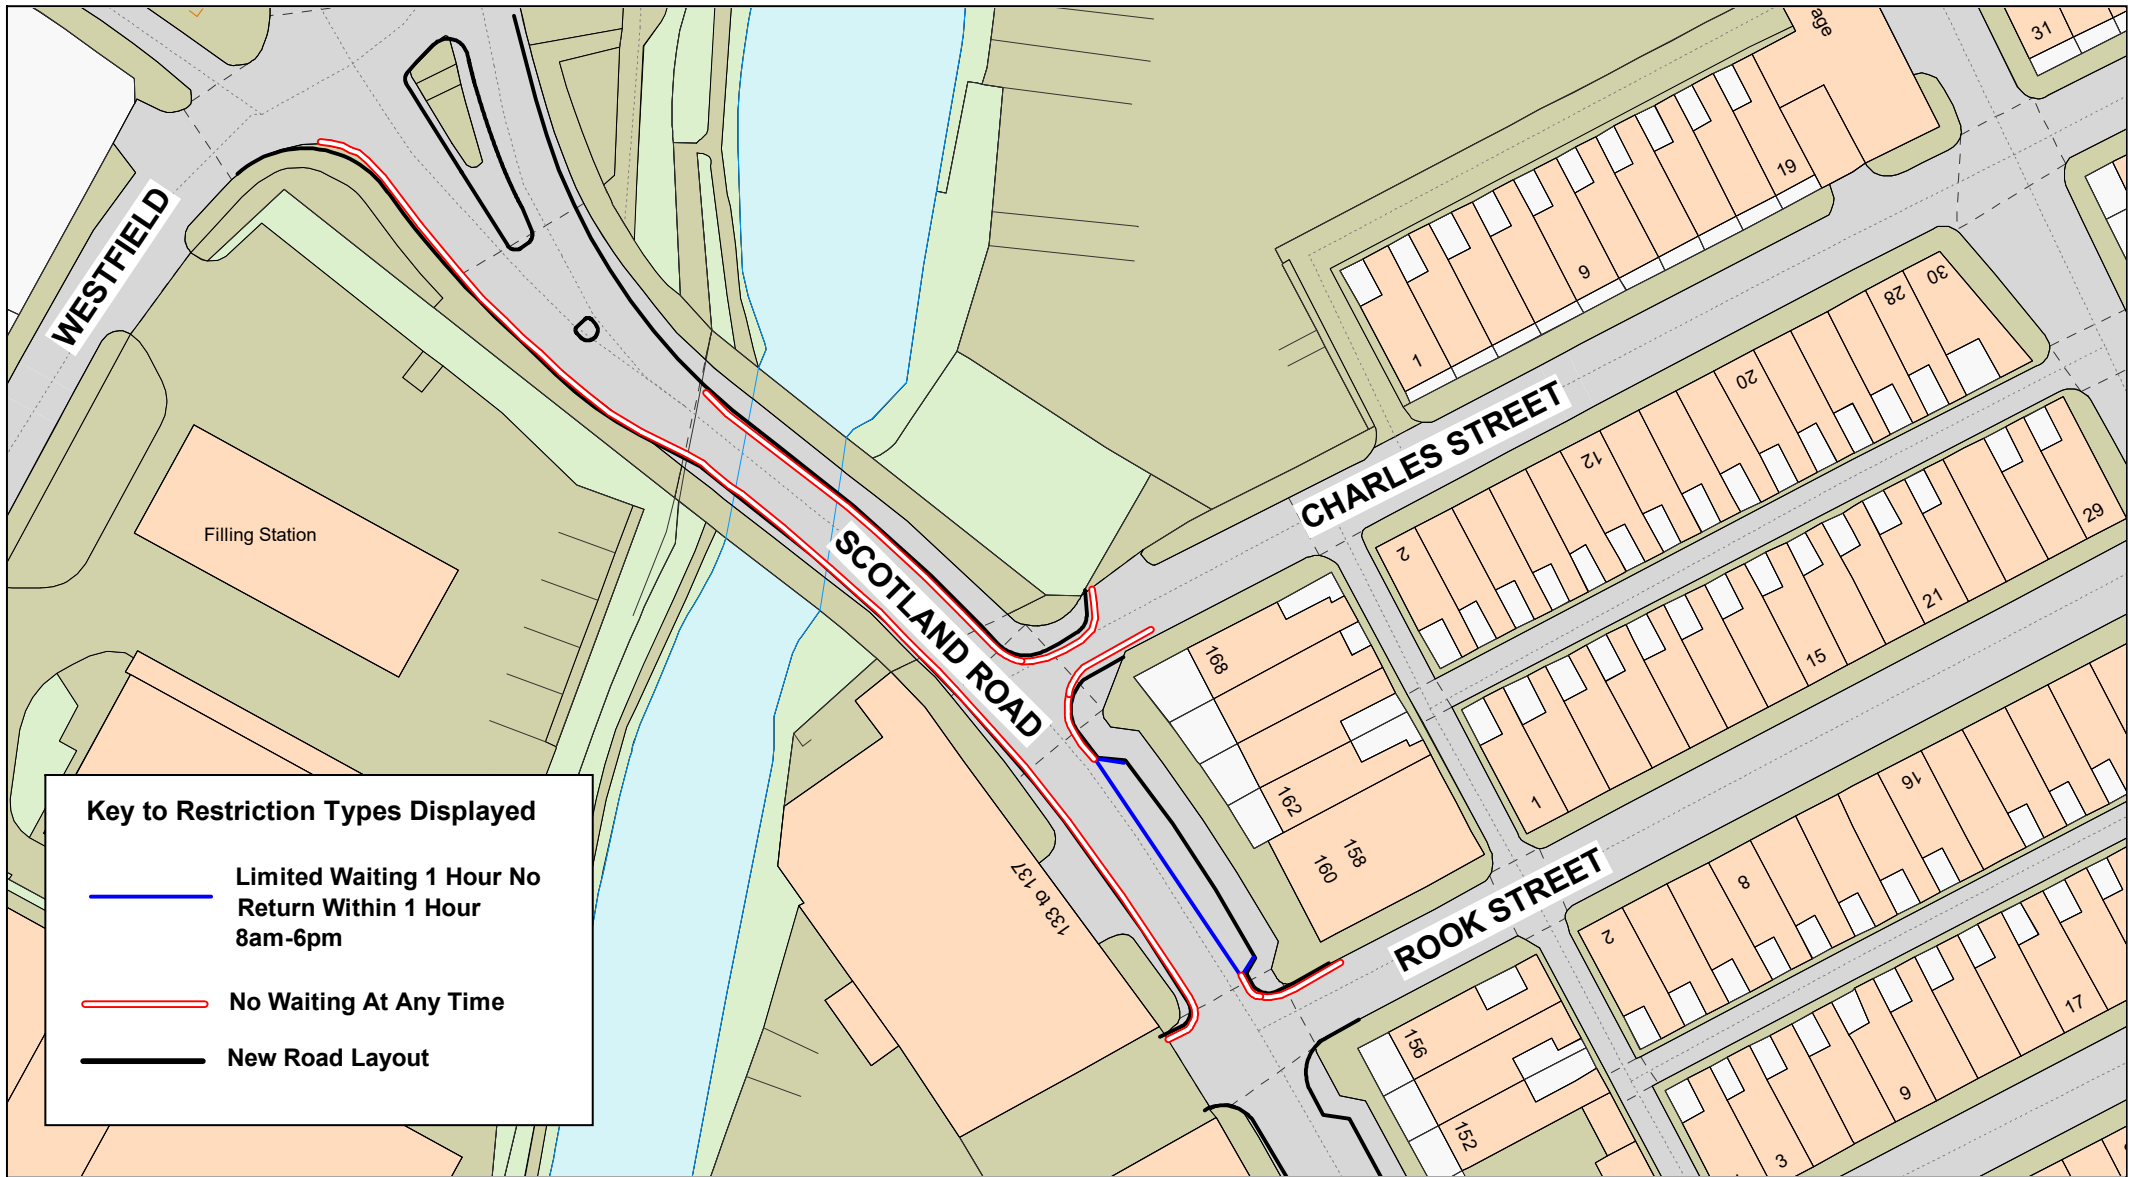 age
31
19
9
1
WESTFIELD
30
28
20
12
2
CHARLES STREET
29
21
15
1
Filling Station
SCOTLAND ROAD
168
162
158
160
133 to 137
ROOK STREET
16
8
2
17
9
3
156
152
Key to Restriction Types Displayed
Limited Waiting 1 Hour No
Return Within 1 Hour
8am-6pm
No Waiting At Any Time
New Road Layout